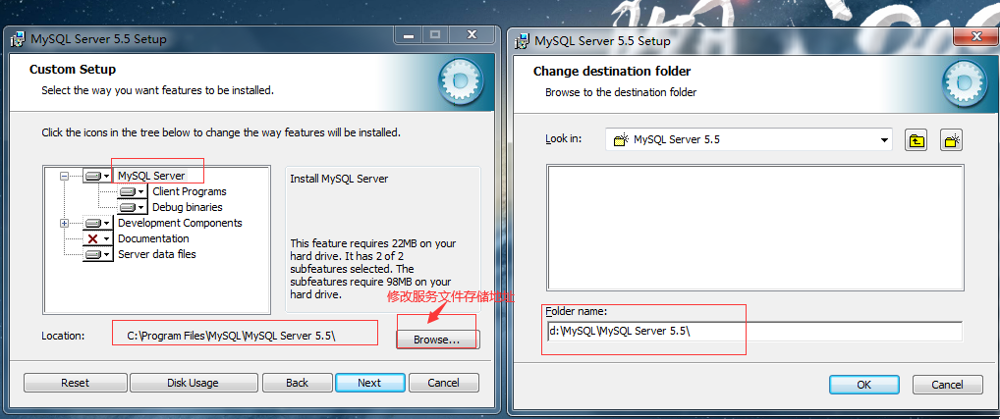 MySQL Server 5.5 Setup
Custom Setup
Select the way you want features to be installed.
Click the icons in the tree below to change the way features will be installed.
MySQL Server
Client Programs
Debug binaries
Development Components
Documentation
Server data files
Install MySQL Server
This feature requires 22MB on your
hard drive. It has 2 of 2
subfeatures selected. The
subfeatures require 98MB on your
hard drive.
修改服务文件存储地址
Location:
C:\Program Files\MySQL\MySQL Server 5.5\
Browse...
Reset
Disk Usage
Back
Next
Cancel
MySQL Server 5.5 Setup
Change destination folder
Browse to the destination folder
Look in:
MySQL Server 5.5
Folder name:
d:\MySQL\MySQL Server 5.5\
OK
Cancel